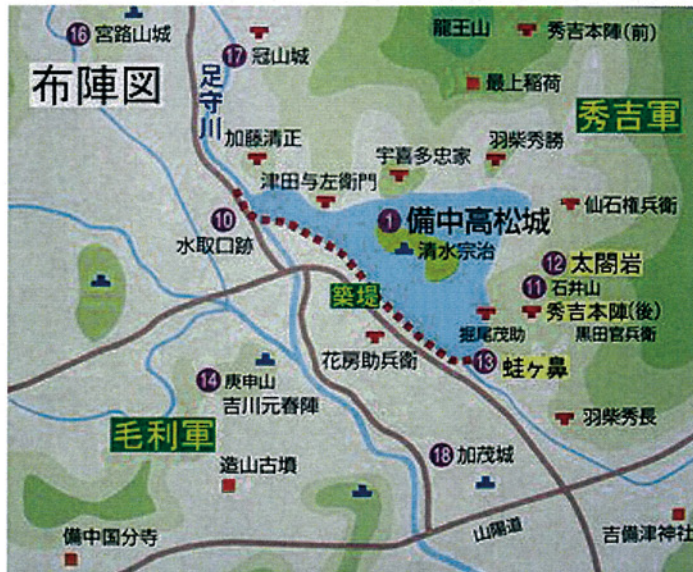 16 宮路山城
龍王山
秀吉本陣(前)
17 冠山城
布陣図
足守川
最上稲荷
秀吉軍
加藤清正
宇喜多忠家
羽柴秀勝
津田与左衛門
仙石権兵衛
10
水取口跡
1 備中高松城
清水宗治
12 太閤岩
11 石井山
築堤
秀吉本陣(後)
堀尾茂助
黒田官兵衛
花房助兵衛
13 蛙ヶ鼻
14 庚申山
吉川元春陣
毛利軍
羽柴秀長
18 加茂城
造山古墳
山陽道
吉備津神社
備中国分寺